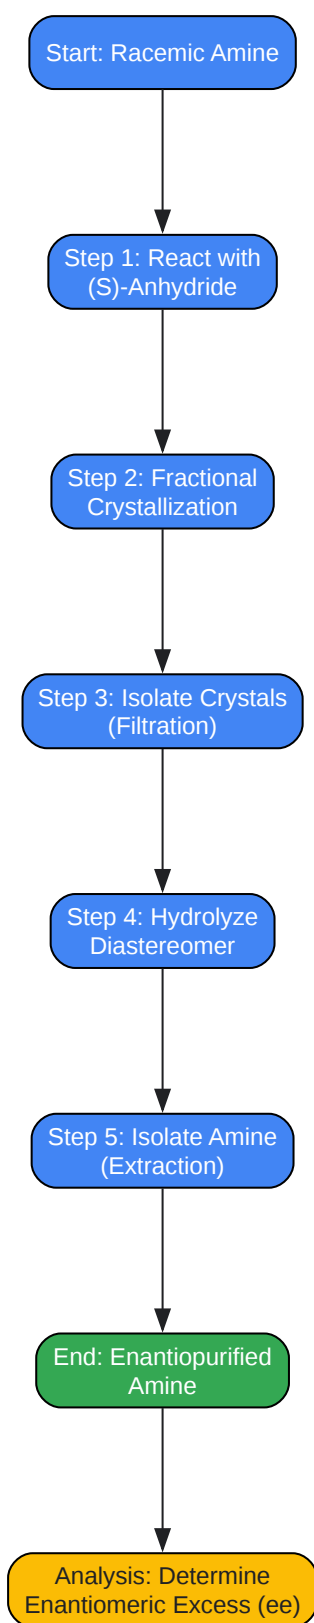 Start: Racemic Amine
Step 1: React with
(S)-Anhydride
Step 2: Fractional
Crystallization
Step 3: Isolate Crystals
(Filtration)
Step 4: Hydrolyze
Diastereomer
Step 5: Isolate Amine
(Extraction)
End: Enantiopurified
Amine
Analysis: Determine
Enantiomeric Excess (ee)